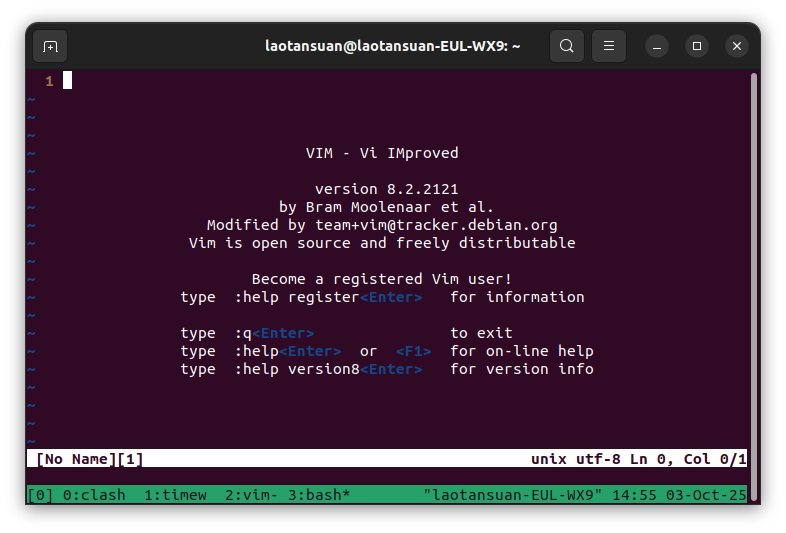 laotansuan@laotansuan-EUL-WX9: ~
1
~
~
~
VIM - Vi IMproved
~
~
version 8.2.2121
~
by Bram Moolenaar et al.
~
Modified by team+vim@tracker.debian.org
~
Vim is open source and freely distributable
~
~
Become a registered Vim user!
~
type  :help register<Enter>   for information
~
~
type  :q<Enter>               to exit
~
type  :help<Enter>  or  <F1>  for on-line help
~
type  :help version8<Enter>   for version info
~
~
~
~
~
[No Name][1] unix utf-8 Ln 0, Col 0/1
[0] 0:clash  1:timew  2:vim- 3:bash* "laotansuan-EUL-WX9" 14:55 03-Oct-25